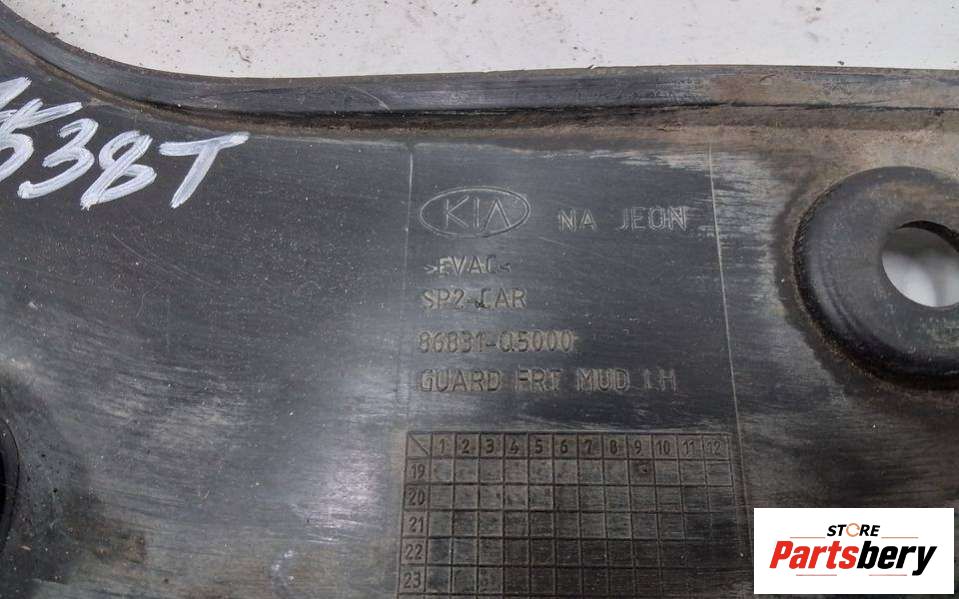 538T
KIA NA JEON
>EVAC<
SP2-CAR
86831-Q5000
GUARD FRT MUD LH
1 2 3 4 5 6 7 8 9 10 11 12
19
20
21
22
23
STORE
Partsbery